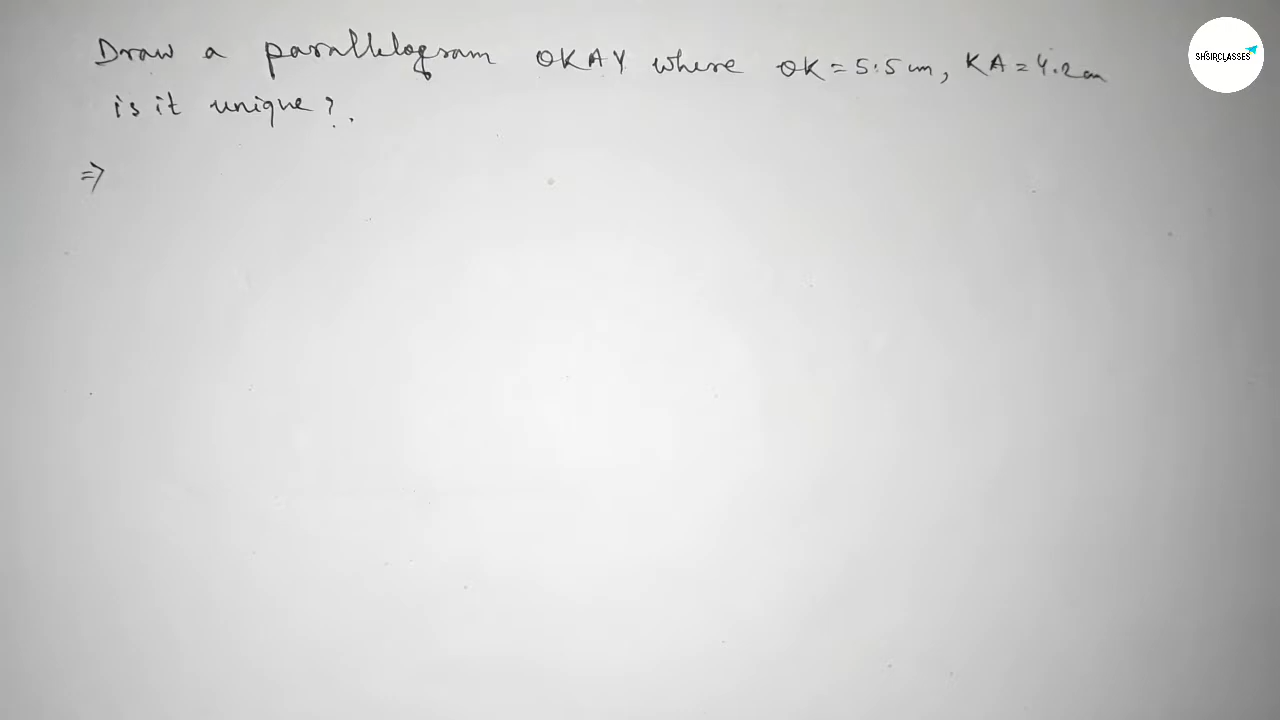 Draw a parallelogram OKAY where OK = 5.5 cm, KA = 4.2 cm
is it unique ?.
⇒
SHSIRCLASSES